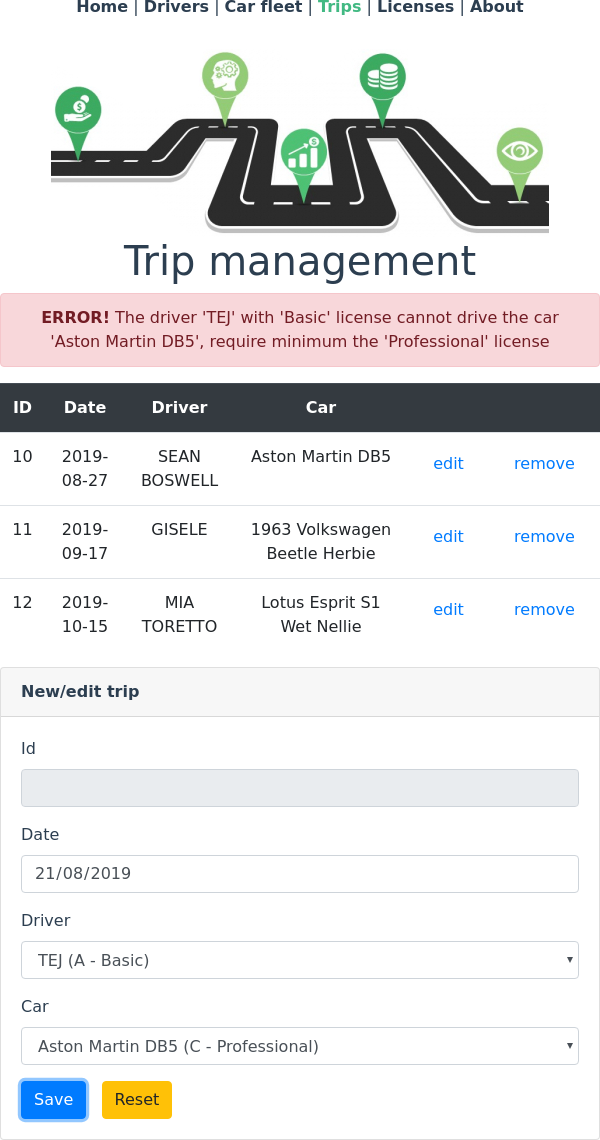 Home | Drivers | Car fleet | Trips | Licenses | About
$
$
Trip management
ERROR! The driver 'TEJ' with 'Basic' license cannot drive the car
'Aston Martin DB5', require minimum the 'Professional' license
ID Date Driver Car
10 2019-08-27 SEAN BOSWELL Aston Martin DB5 edit remove
11 2019-09-17 GISELE 1963 Volkswagen Beetle Herbie edit remove
12 2019-10-15 MIA TORETTO Lotus Esprit S1 Wet Nellie edit remove
New/edit trip
Id
Date
21/08/2019
Driver
TEJ (A - Basic)
Car
Aston Martin DB5 (C - Professional)
Save Reset